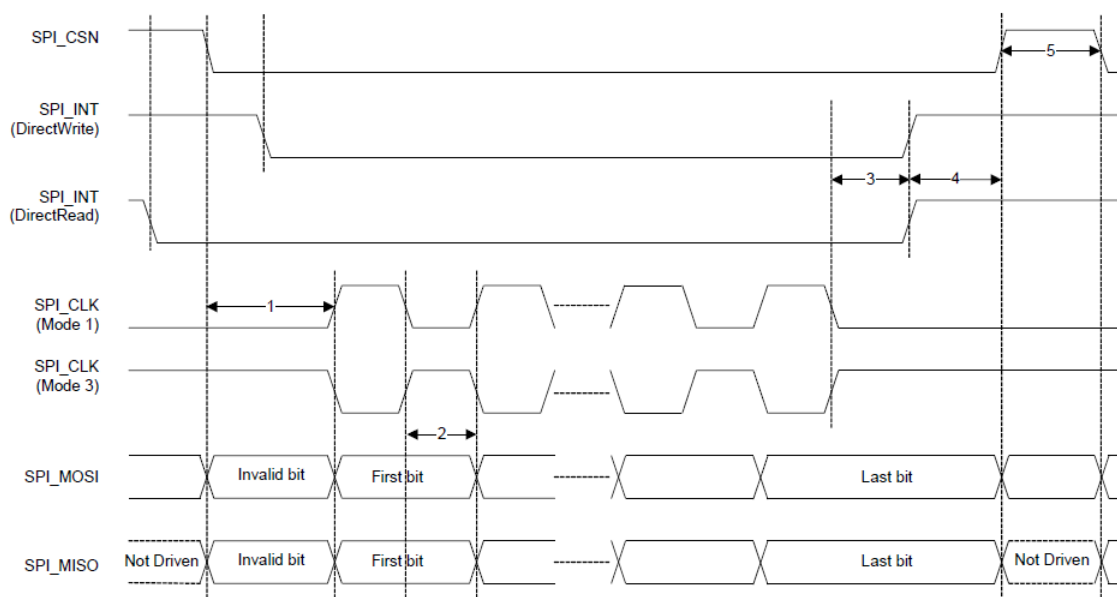 SPI_CSN
5
SPI_INT
(DirectWrite)
3
4
SPI_INT
(DirectRead)
1
SPI_CLK
(Mode 1)
SPI_CLK
(Mode 3)
2
SPI_MOSI
Invalid bit
First bit
Last bit
SPI_MISO
Not Driven
Invalid bit
First bit
Last bit
Not Driven